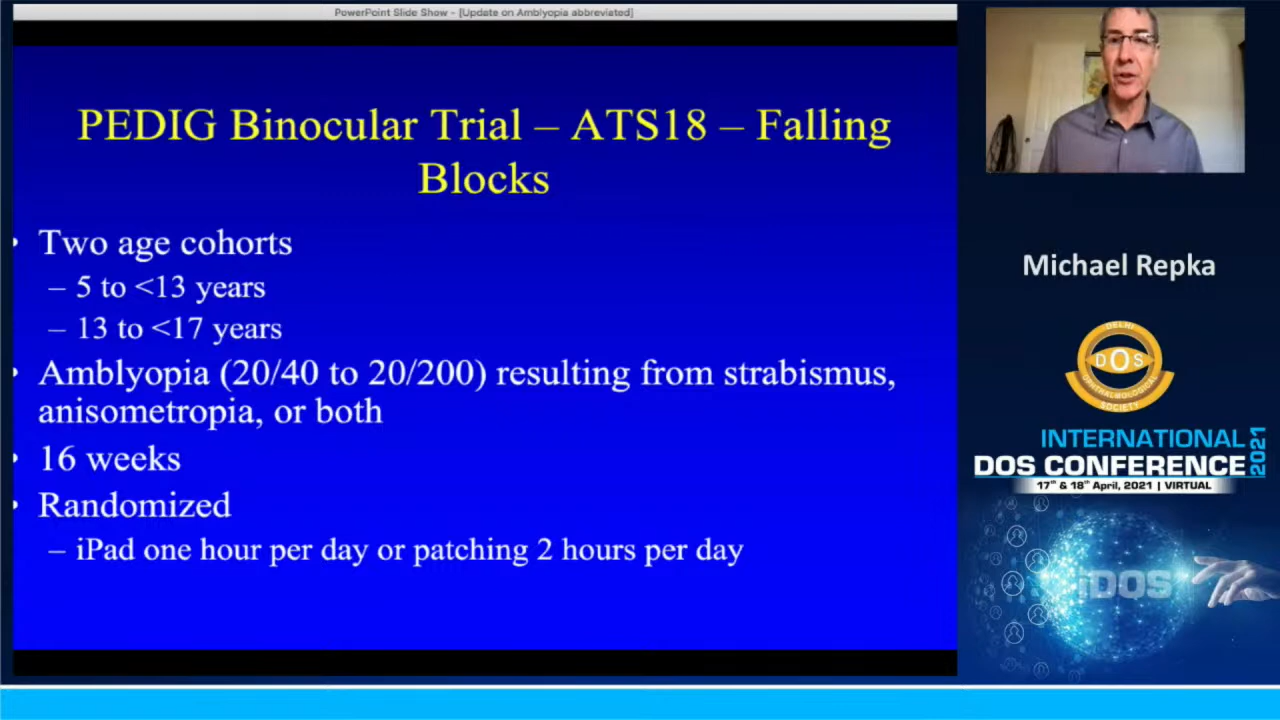 PowerPoint Slide Show - [Update on Amblyopia abbreviated]
PEDIG Binocular Trial – ATS18 – Falling
Blocks
• Two age cohorts
– 5 to <13 years
– 13 to <17 years
• Amblyopia (20/40 to 20/200) resulting from strabismus,
anisometropia, or both
• 16 weeks
• Randomized
– iPad one hour per day or patching 2 hours per day
Michael Repka
DELHI
DOS
OPHTHALMOLOGICAL
SOCIETY
INTERNATIONAL
DOS CONFERENCE
2021
17th & 18th April, 2021 | VIRTUAL
iDOS